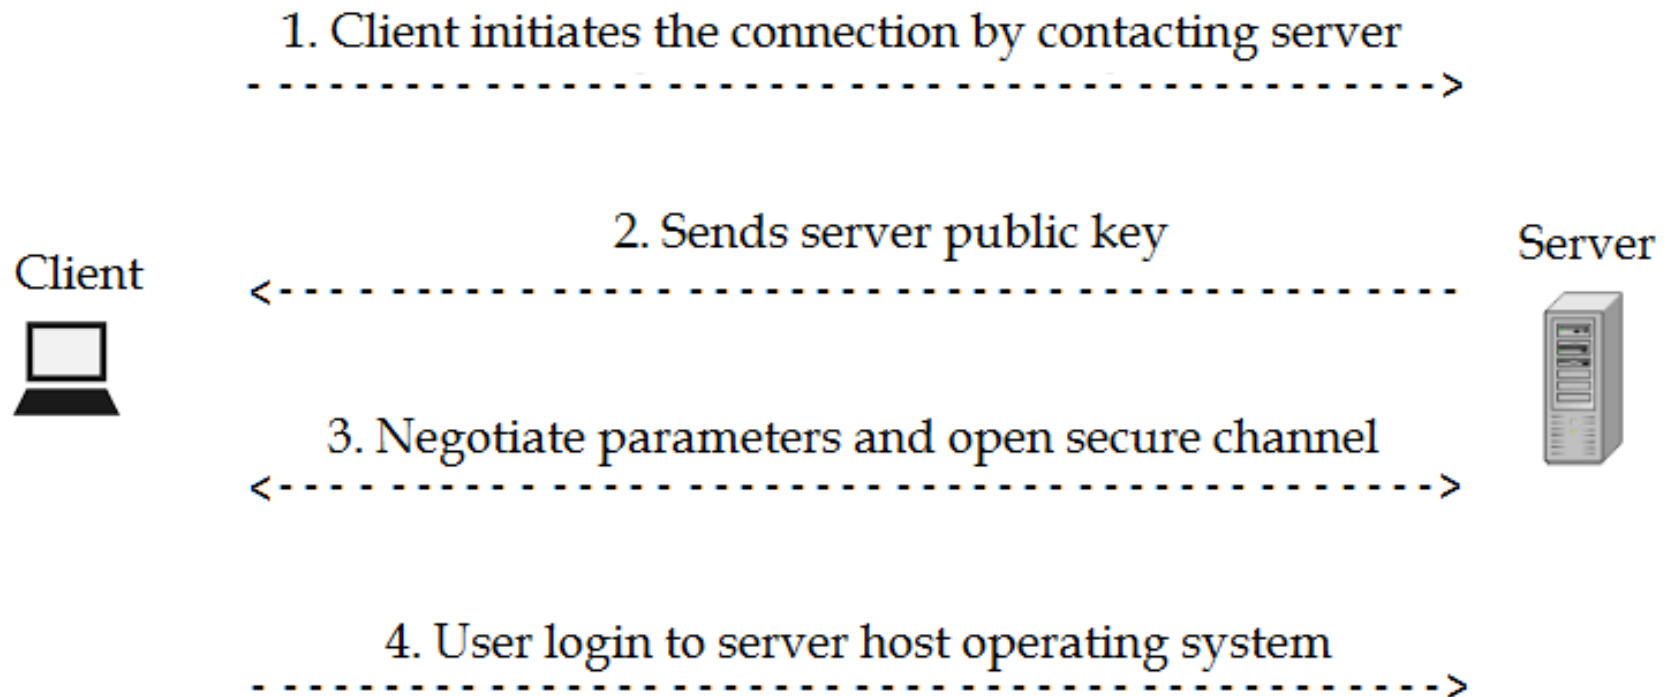 1. Client initiates the connection by contacting server
2. Sends server public key
Client
Server
3. Negotiate parameters and open secure channel
4. User login to server host operating system